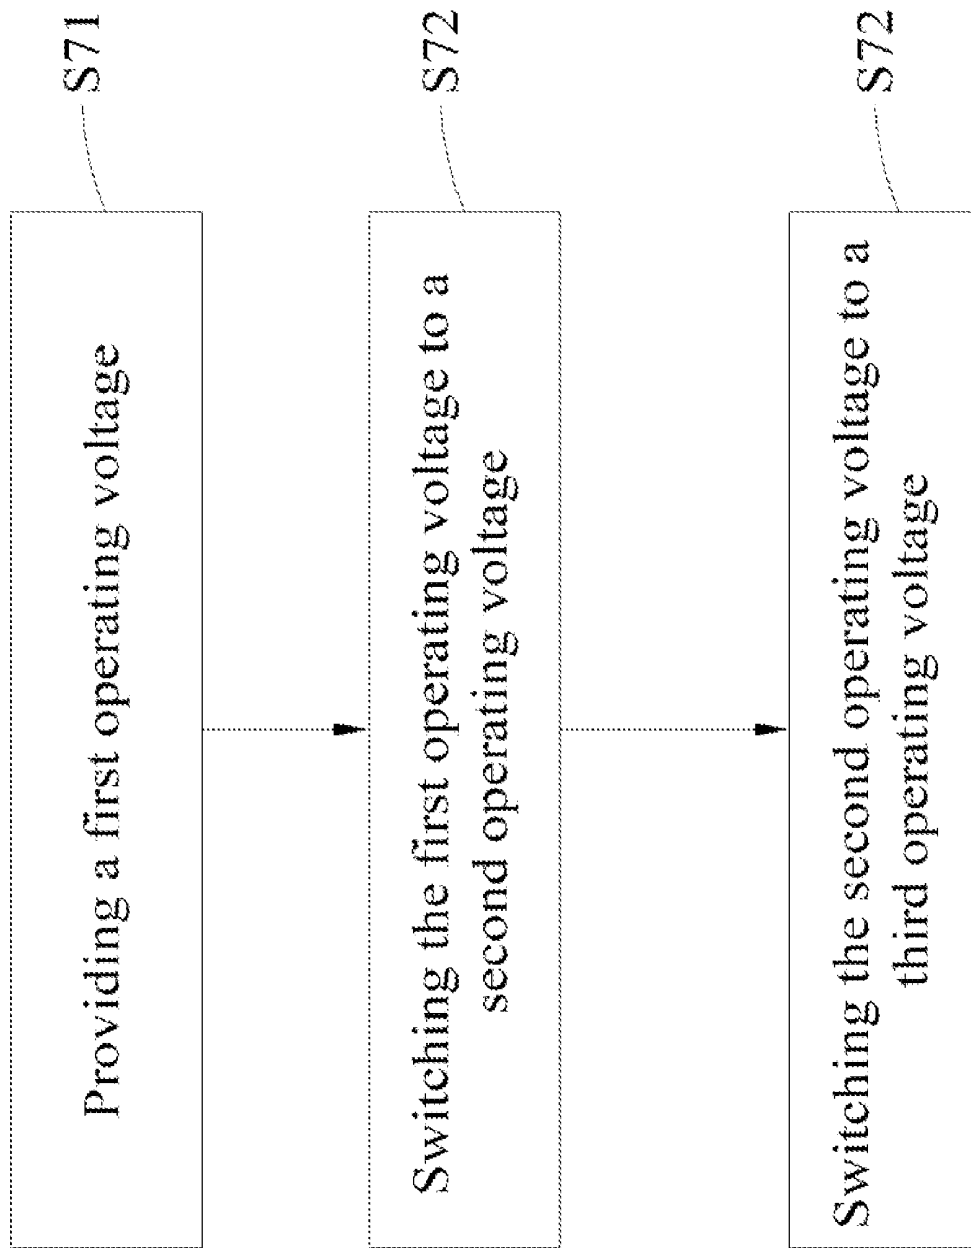 Providing a first operating voltage
S71
Switching the first operating voltage to a
second operating voltage
S72
Switching the second operating voltage to a
third operating voltage
S72